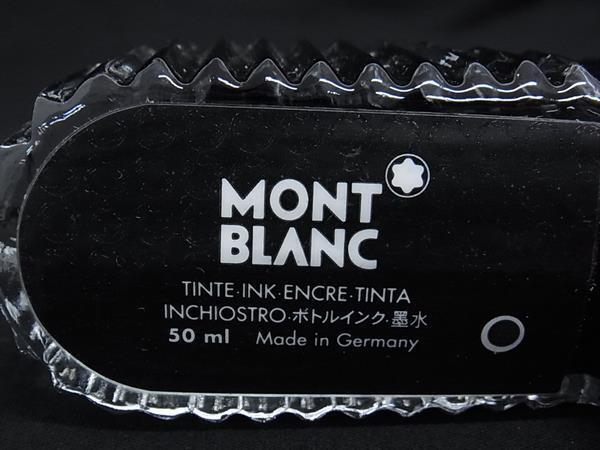 MONT
BLANC
TINTE·INK·ENCRE·TINTA
INCHIOSTRO·ボトルインク·墨水
50 ml Made in Germany